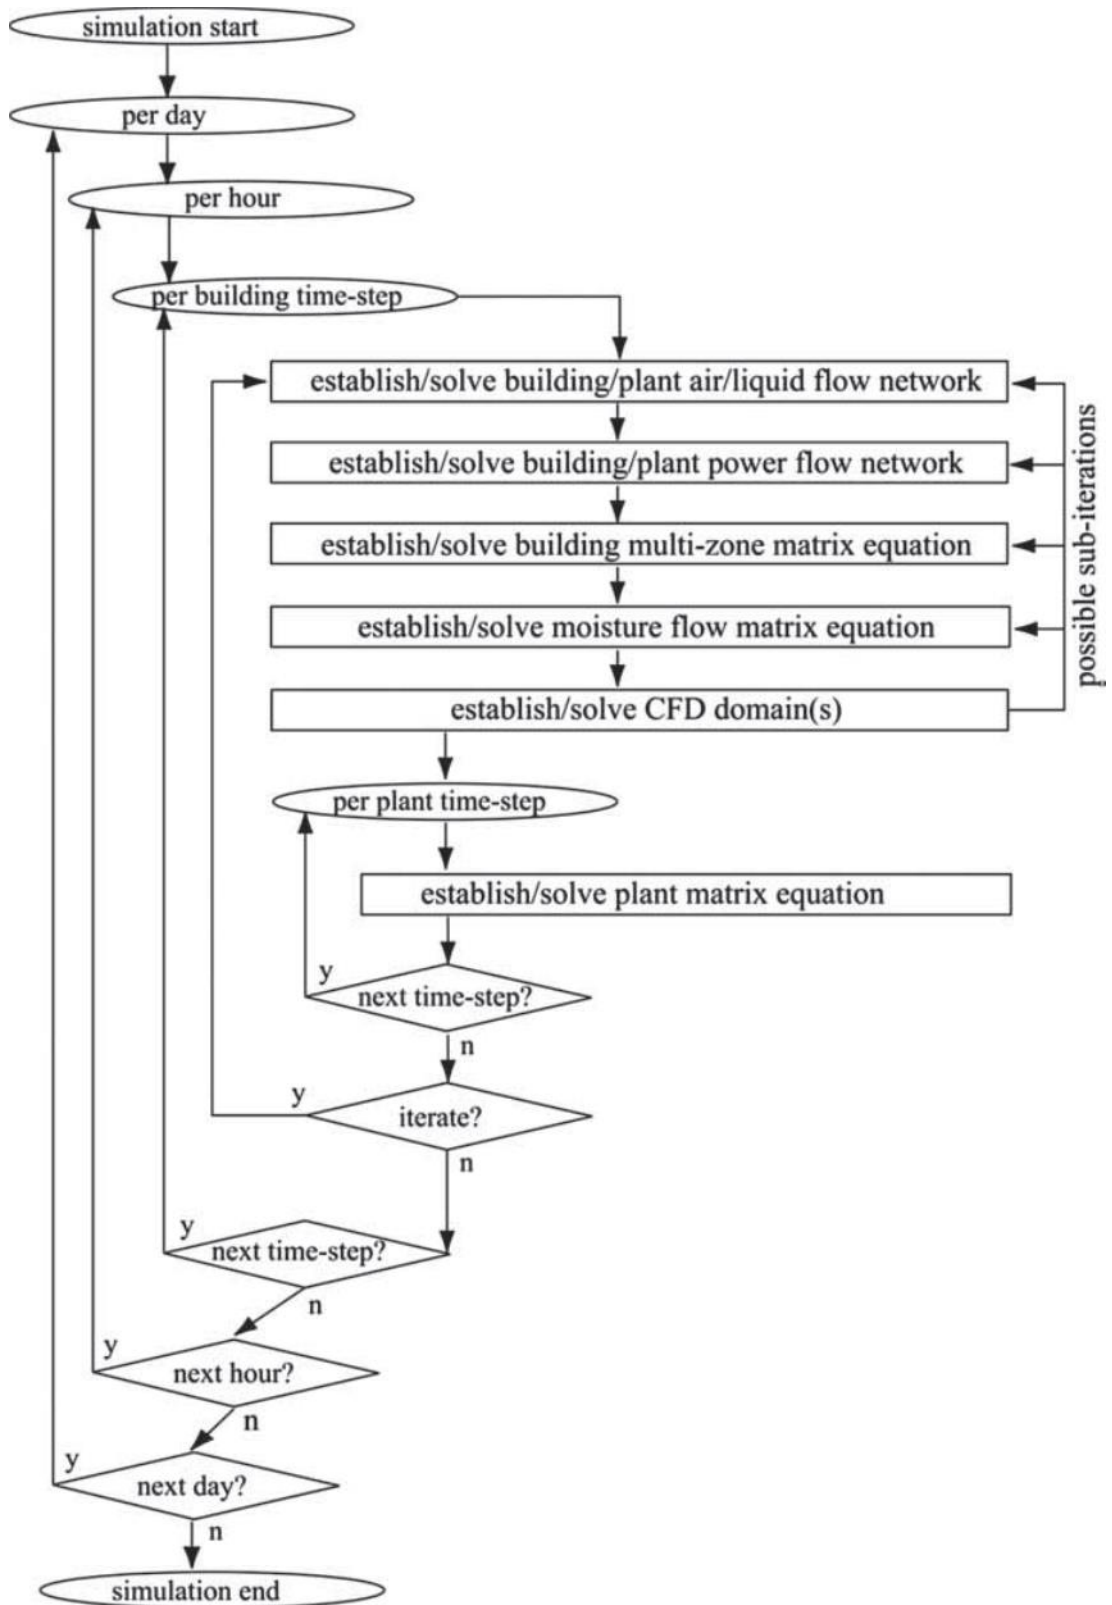 simulation start
per day
per hour
per building time-step
establish/solve building/plant air/liquid flow network
establish/solve building/plant power flow network
establish/solve building multi-zone matrix equation
establish/solve moisture flow matrix equation
establish/solve CFD domain(s)
possible sub-iterations
per plant time-step
establish/solve plant matrix equation
y
next time-step?
n
y
iterate?
n
y
next time-step?
n
y
next hour?
n
y
next day?
n
simulation end